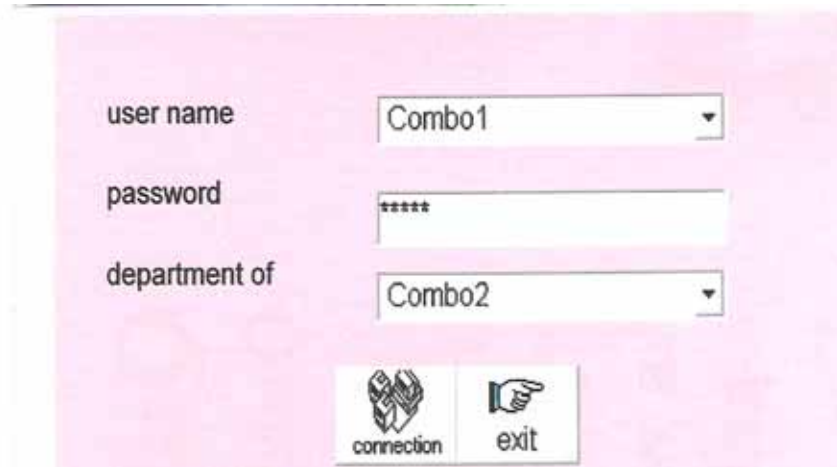 user name Combo1
password *****
department of Combo2
connection exit